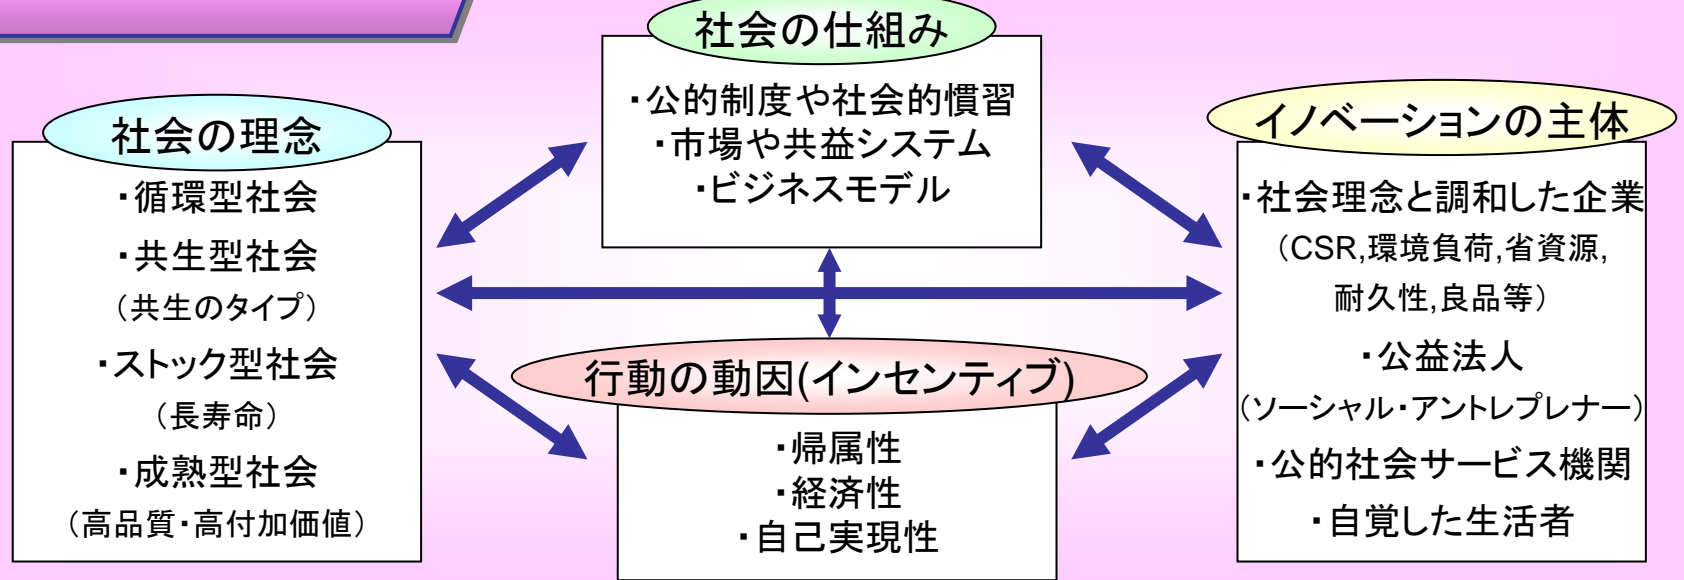 社会の仕組み
・公的制度や社会的慣習
・市場や共益システム
・ビジネスモデル
社会の理念
・循環型社会
・共生型社会
（共生のタイプ）
・ストック型社会
（長寿命）
・成熟型社会
（高品質・高付加価値）
行動の動因(インセンティブ)
・帰属性
・経済性
・自己実現性
イノベーションの主体
・社会理念と調和した企業
（CSR,環境負荷,省資源,
耐久性,良品等）
・公益法人
（ソーシャル・アントレプレナー）
・公的社会サービス機関
・自覚した生活者